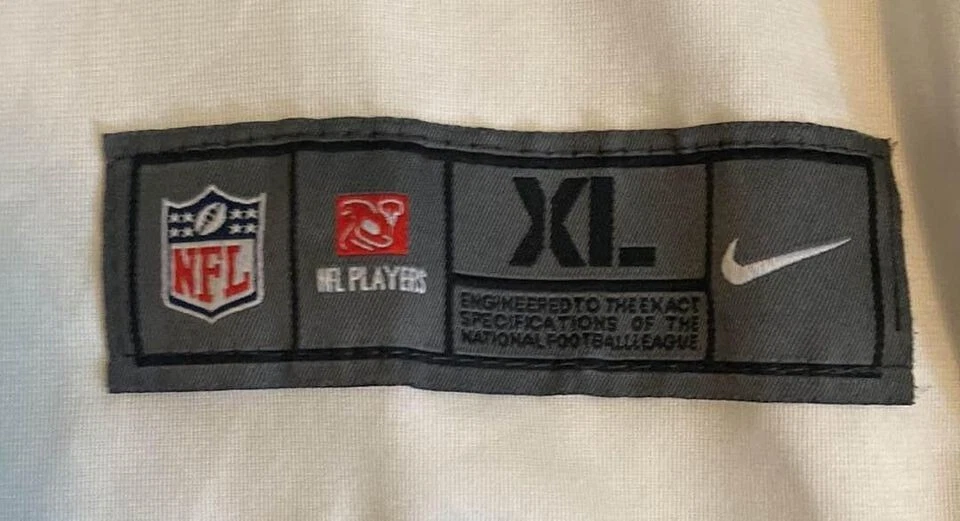 NFL
NFL PLAYERS
XL
ENGINEERED TO THE EXACT
SPECIFICATIONS OF THE
NATIONAL FOOTBALL LEAGUE